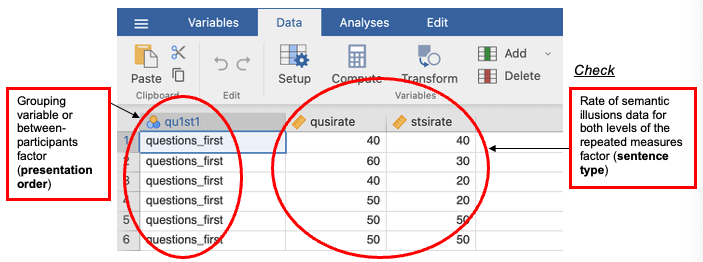 Variables Data Analyses Edit
Paste
Clipboard
Edit
Setup Compute Transform
Add
Delete
Variables
Check
Grouping
variable or
between-
participants
factor
(presentation
order)
Rate of semantic
illusions data for
both levels of the
repeated measures
factor (sentence
type)
qu1st1 qusirate stsirate
1 questions_first 40 40
2 questions_first 60 30
3 questions_first 40 20
4 questions_first 50 20
5 questions_first 50 50
6 questions_first 50 50